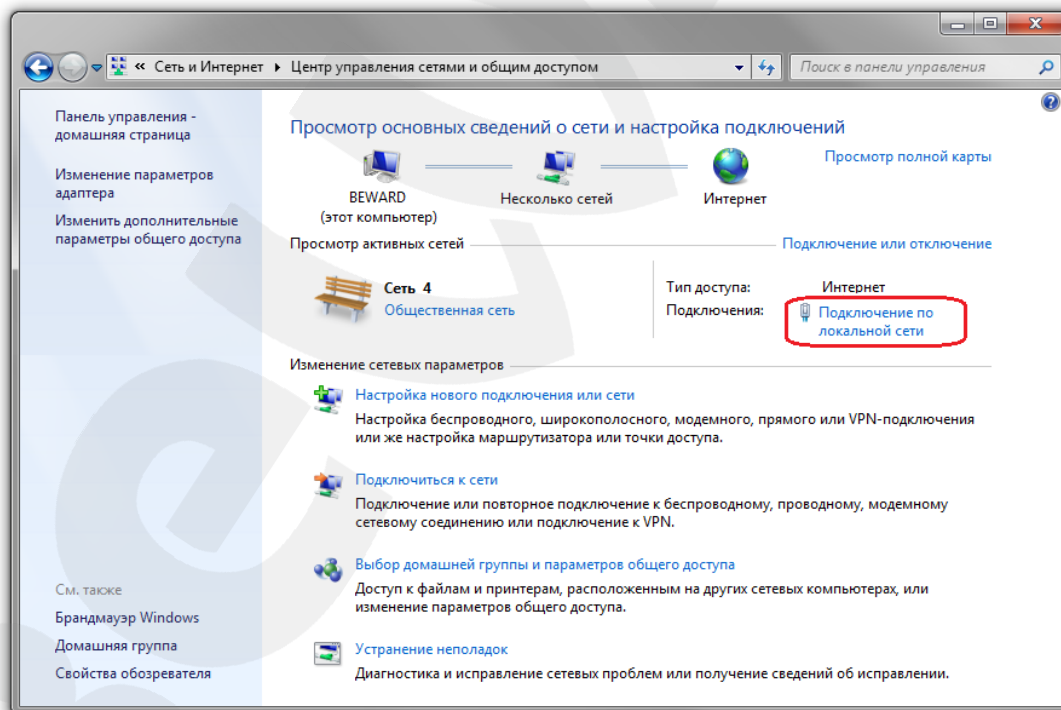 « Сеть и Интернет ▸ Центр управления сетями и общим доступом
Поиск в панели управления
Панель управления -
домашняя страница
Изменение параметров
адаптера
Изменить дополнительные
параметры общего доступа
См. также
Брандмауэр Windows
Домашняя группа
Свойства обозревателя
Просмотр основных сведений о сети и настройка подключений
Просмотр полной карты
BEWARD
(этот компьютер)
Несколько сетей
Интернет
Просмотр активных сетей
Подключение или отключение
Сеть 4
Общественная сеть
Тип доступа: Интернет
Подключения: Подключение по
локальной сети
Изменение сетевых параметров
Настройка нового подключения или сети
Настройка беспроводного, широкополосного, модемного, прямого или VPN-подключения
или же настройка маршрутизатора или точки доступа.
Подключиться к сети
Подключение или повторное подключение к беспроводному, проводному, модемному
сетевому соединению или подключение к VPN.
Выбор домашней группы и параметров общего доступа
Доступ к файлам и принтерам, расположенным на других сетевых компьютерах, или
изменение параметров общего доступа.
Устранение неполадок
Диагностика и исправление сетевых проблем или получение сведений об исправлении.